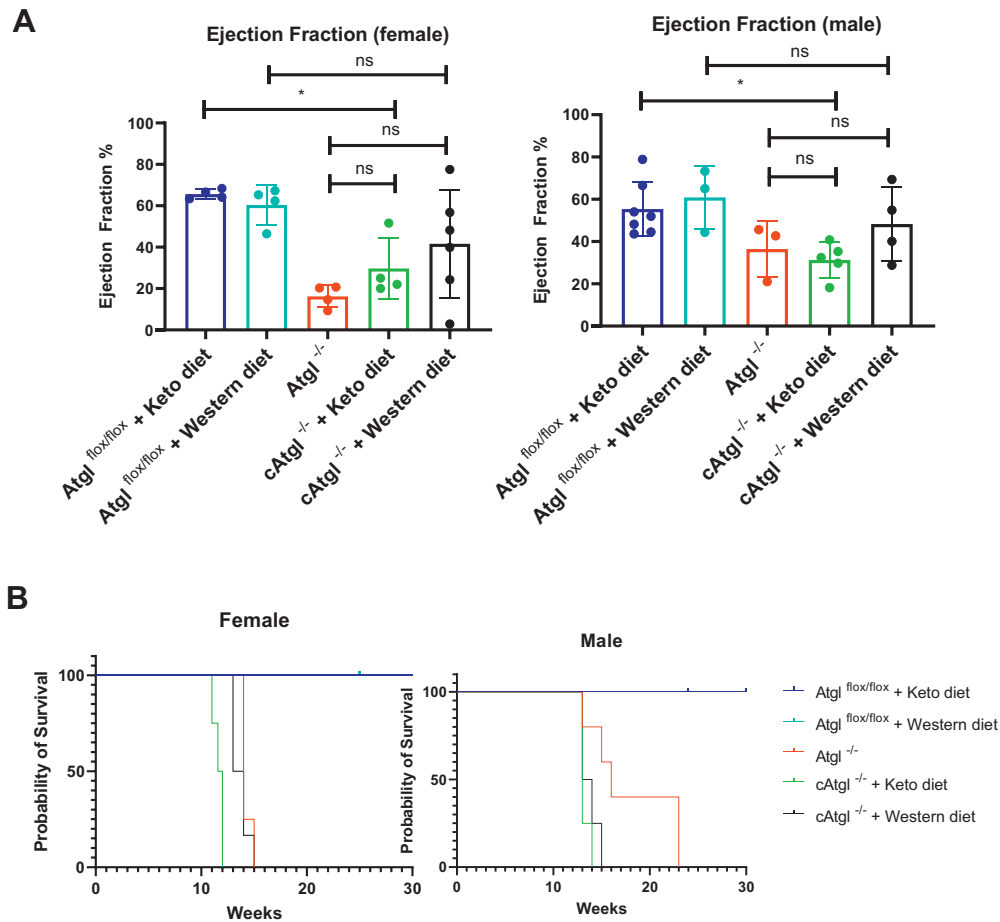 A
Ejection Fraction (female)
ns
*
ns
ns
Ejection Fraction %
100
80
60
40
20
0
Atgl flox/flox + Keto diet
Atgl flox/flox + Western diet
Atgl -/-
cAtgl -/- + Keto diet
cAtgl -/- + Western diet
Ejection Fraction (male)
ns
*
ns
ns
Ejection Fraction %
100
80
60
40
20
0
Atgl flox/flox + Keto diet
Atgl flox/flox + Western diet
Atgl -/-
cAtgl -/- + Keto diet
cAtgl -/- + Western diet
B
Female
Probability of Survival
100
50
0
0 10 20 30
Weeks
Male
Probability of Survival
100
50
0
0 10 20 30
Weeks
Atgl flox/flox + Keto diet
Atgl flox/flox + Western diet
Atgl -/-
cAtgl -/- + Keto diet
cAtgl -/- + Western diet